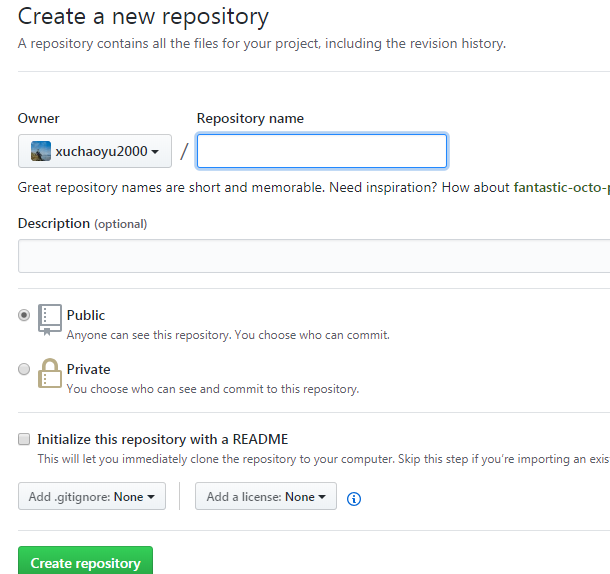 Create a new repository
A repository contains all the files for your project, including the revision history.
Owner
Repository name
xuchaoyu2000
/
Great repository names are short and memorable. Need inspiration? How about fantastic-octo-p
Description (optional)
Public
Anyone can see this repository. You choose who can commit.
Private
You choose who can see and commit to this repository.
Initialize this repository with a README
This will let you immediately clone the repository to your computer. Skip this step if you're importing an exis
Add .gitignore: None
Add a license: None
Create repository